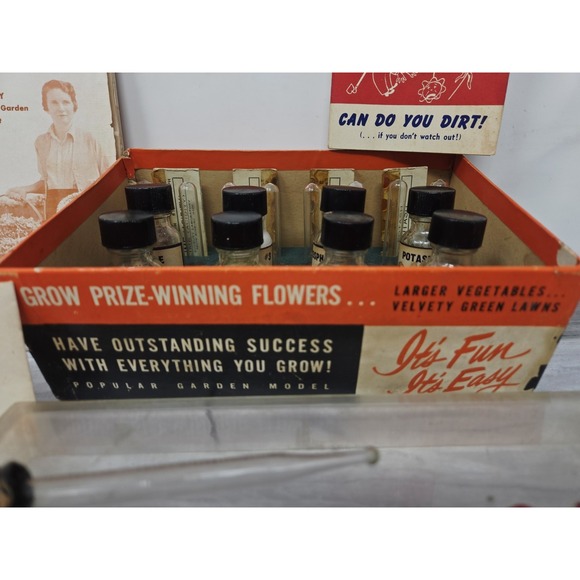 Y
Garden
CAN DO YOU DIRT!
(. . . if you don't watch out!)
POTAS
GROW PRIZE-WINNING FLOWERS...
LARGER VEGETABLES...
VELVETY GREEN LAWNS
HAVE OUTSTANDING SUCCESS
WITH EVERYTHING YOU GROW!
POPULAR GARDEN MODEL
It's Fun
It's Easy